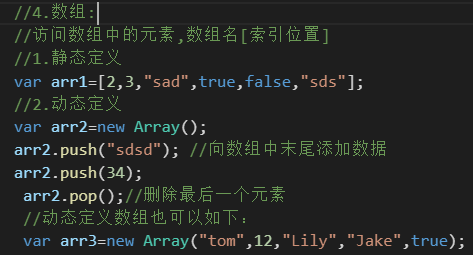 //4.数组:
//访问数组中的元素,数组名[索引位置]
//1.静态定义
var arr1=[2,3,"sad",true,false,"sds"];
//2.动态定义
var arr2=new Array();
arr2.push("sdsd"); //向数组中末尾添加数据
arr2.push(34);
arr2.pop();//删除最后一个元素
//动态定义数组也可以如下:
var arr3=new Array("tom",12,"Lily","Jake",true);